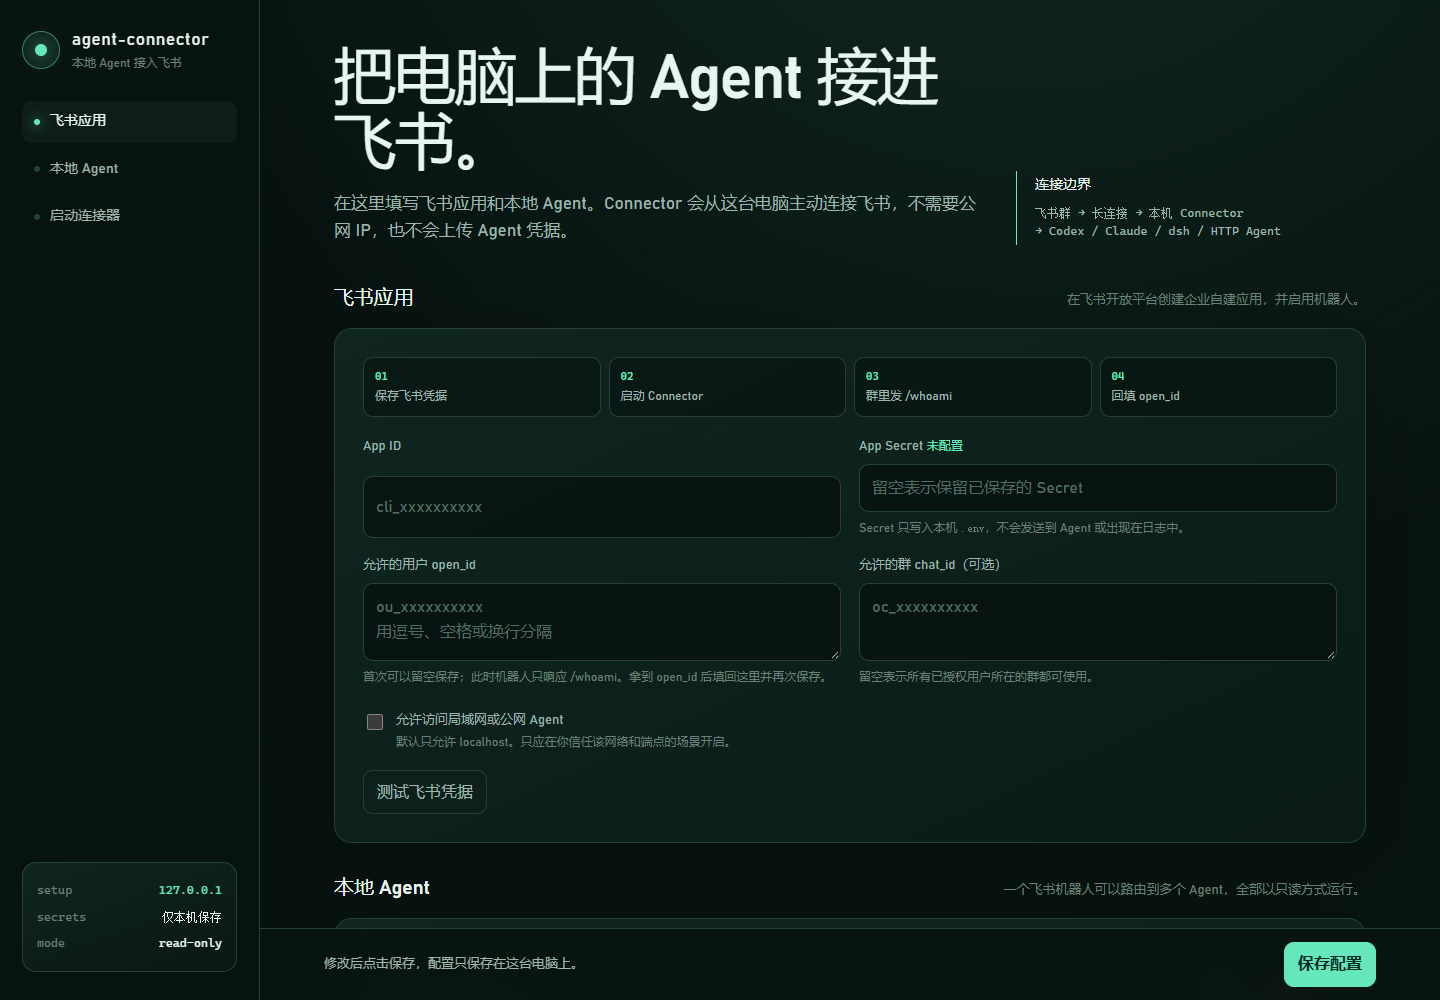 agent-connector
本地 Agent 接入飞书
飞书应用
本地 Agent
启动连接器
setup 127.0.0.1
secrets 仅本机保存
mode read-only
把电脑上的 Agent 接进
飞书。
在这里填写飞书应用和本地 Agent。Connector 会从这台电脑主动连接飞书，不需要公
网 IP，也不会上传 Agent 凭据。
连接边界
飞书群 → 长连接 → 本机 Connector
→ Codex / Claude / dsh / HTTP Agent
飞书应用
在飞书开放平台创建企业自建应用，并启用机器人。
01
保存飞书凭据
02
启动 Connector
03
群里发 /whoami
04
回填 open_id
App ID
cli_xxxxxxxxxx
App Secret 未配置
留空表示保留已保存的 Secret
Secret 只写入本机 .env，不会发送到 Agent 或出现在日志中。
允许的用户 open_id
ou_xxxxxxxxxx
用逗号、空格或换行分隔
首次可以留空保存；此时机器人只响应 /whoami。拿到 open_id 后填回这里并再次保存。
允许的群 chat_id（可选）
oc_xxxxxxxxxx
留空表示所有已授权用户所在的群都可使用。
允许访问局域网或公网 Agent
默认只允许 localhost。只应在你信任该网络和端点的场景开启。
测试飞书凭据
本地 Agent
一个飞书机器人可以路由到多个 Agent，全部以只读方式运行。
修改后点击保存，配置只保存在这台电脑上。
保存配置